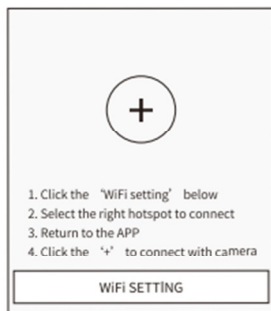 +
1. Click the ‘WiFi setting’ below
2. Select the right hotspot to connect
3. Return to the APP
4. Click the ‘+’ to connect with camera
WiFi SETTING